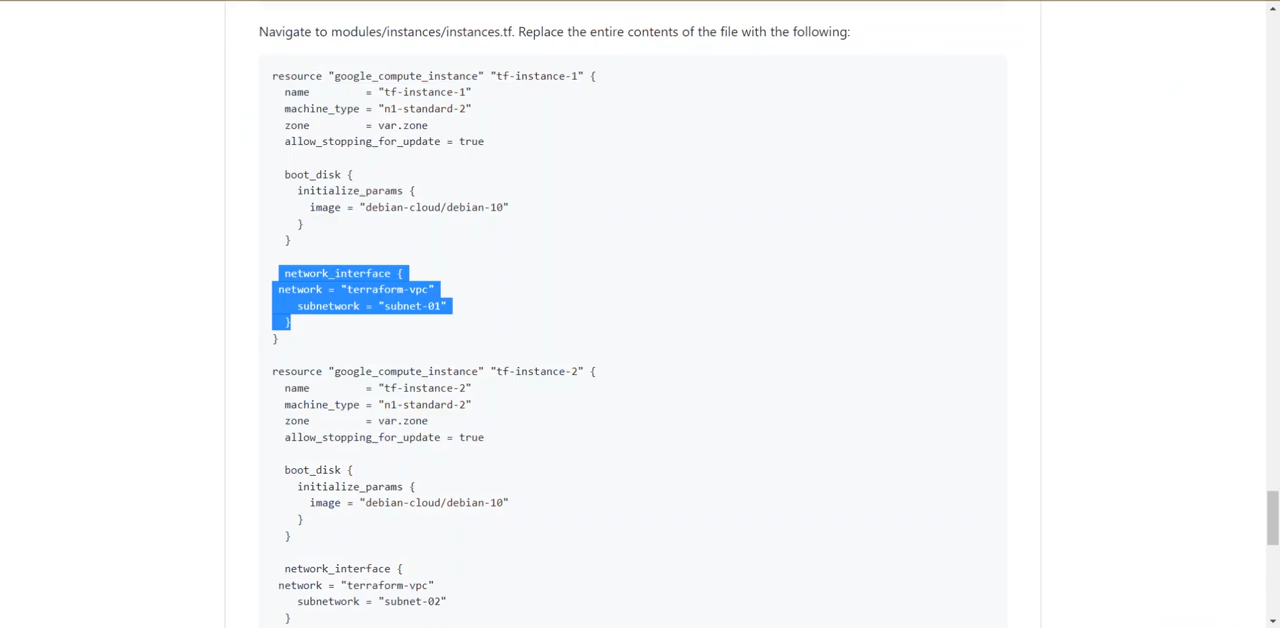 Navigate to modules/instances/instances.tf. Replace the entire contents of the file with the following:
resource "google_compute_instance" "tf-instance-1" {
  name         = "tf-instance-1"
  machine_type = "n1-standard-2"
  zone         = var.zone
  allow_stopping_for_update = true

  boot_disk {
    initialize_params {
      image = "debian-cloud/debian-10"
    }
  }

  network_interface {
 network = "terraform-vpc"
    subnetwork = "subnet-01"
  }
}

resource "google_compute_instance" "tf-instance-2" {
  name         = "tf-instance-2"
  machine_type = "n1-standard-2"
  zone         = var.zone
  allow_stopping_for_update = true

  boot_disk {
    initialize_params {
      image = "debian-cloud/debian-10"
    }
  }

  network_interface {
 network = "terraform-vpc"
    subnetwork = "subnet-02"
  }